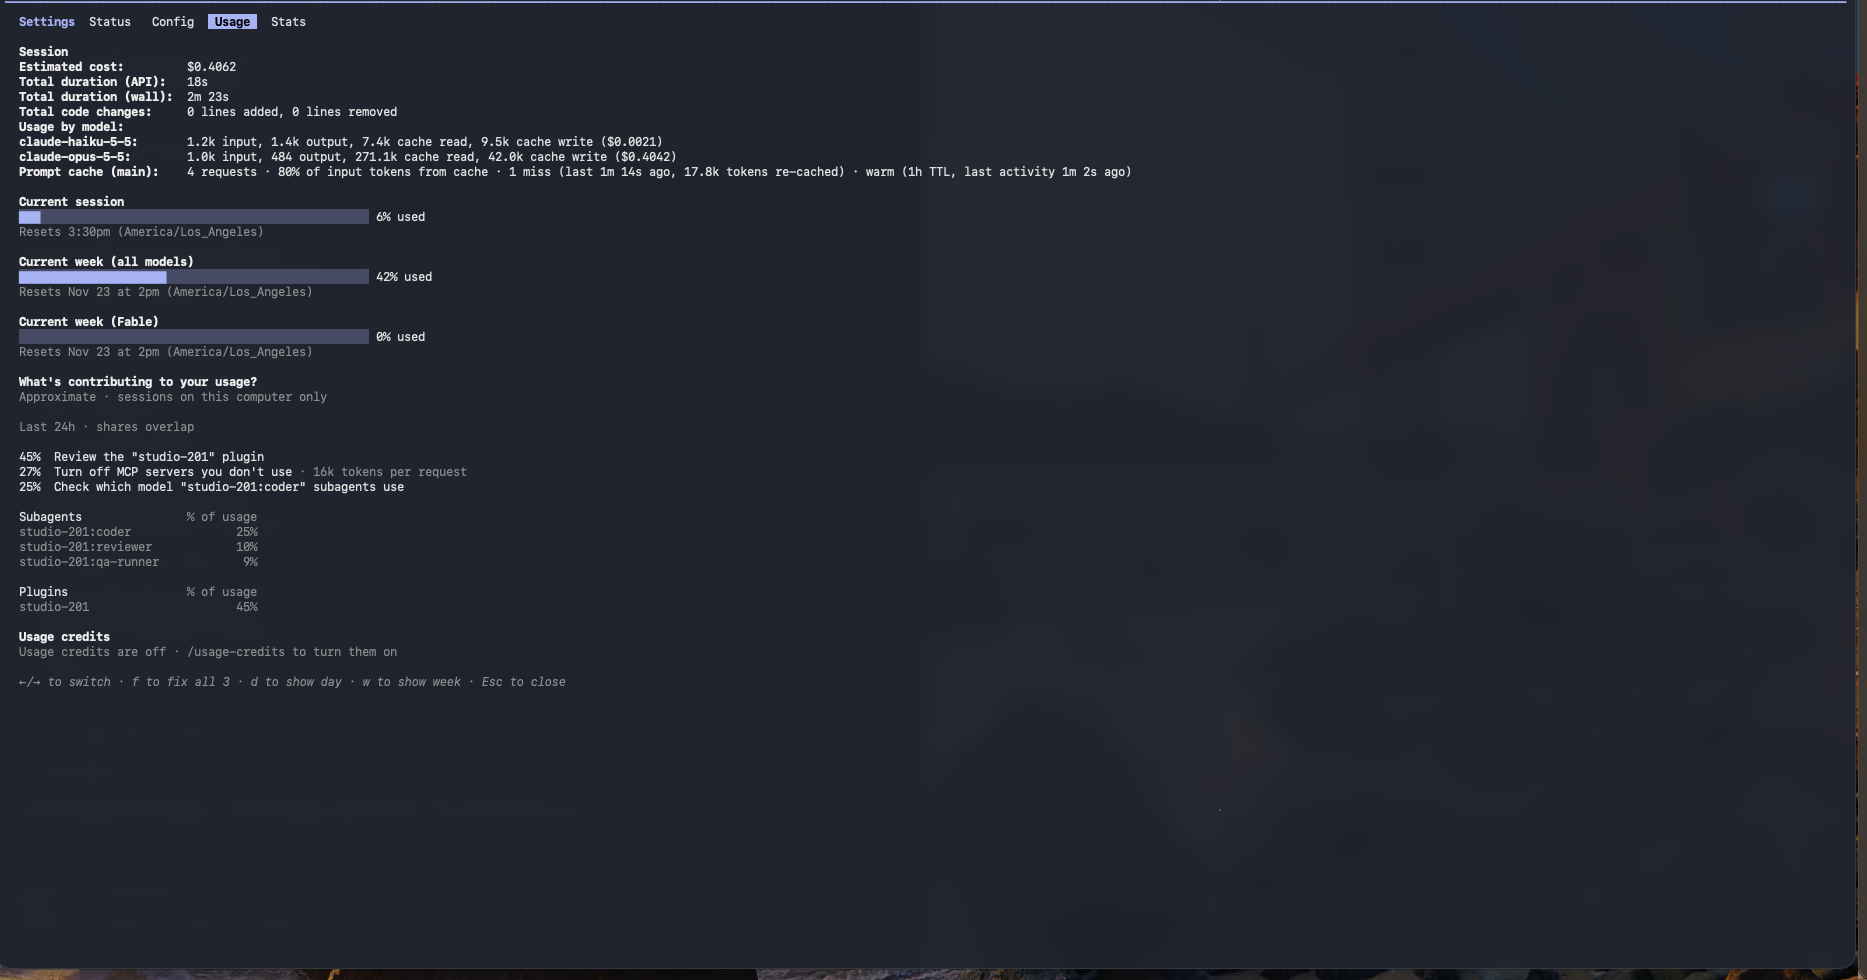 Settings Status Config Usage Stats
Session
Estimated cost: $0.4062
Total duration (API): 18s
Total duration (wall): 2m 23s
Total code changes: 0 lines added, 0 lines removed
Usage by model:
claude-haiku-5-5: 1.2k input, 1.4k output, 7.4k cache read, 9.5k cache write ($0.0021)
claude-opus-5-5: 1.0k input, 484 output, 271.1k cache read, 42.0k cache write ($0.4042)
Prompt cache (main): 4 requests · 80% of input tokens from cache · 1 miss (last 1m 14s ago, 17.8k tokens re-cached) · warm (1h TTL, last activity 1m 2s ago)
Current session
6% used
Resets 3:30pm (America/Los_Angeles)
Current week (all models)
42% used
Resets Nov 23 at 2pm (America/Los_Angeles)
Current week (Fable)
0% used
Resets Nov 23 at 2pm (America/Los_Angeles)
What's contributing to your usage?
Approximate · sessions on this computer only
Last 24h · shares overlap
45% Review the "studio-201" plugin
27% Turn off MCP servers you don't use · 16k tokens per request
25% Check which model "studio-201:coder" subagents use
Subagents % of usage
studio-201:coder 25%
studio-201:reviewer 10%
studio-201:qa-runner 9%
Plugins % of usage
studio-201 45%
Usage credits
Usage credits are off · /usage-credits to turn them on
←/→ to switch · f to fix all 3 · d to show day · w to show week · Esc to close